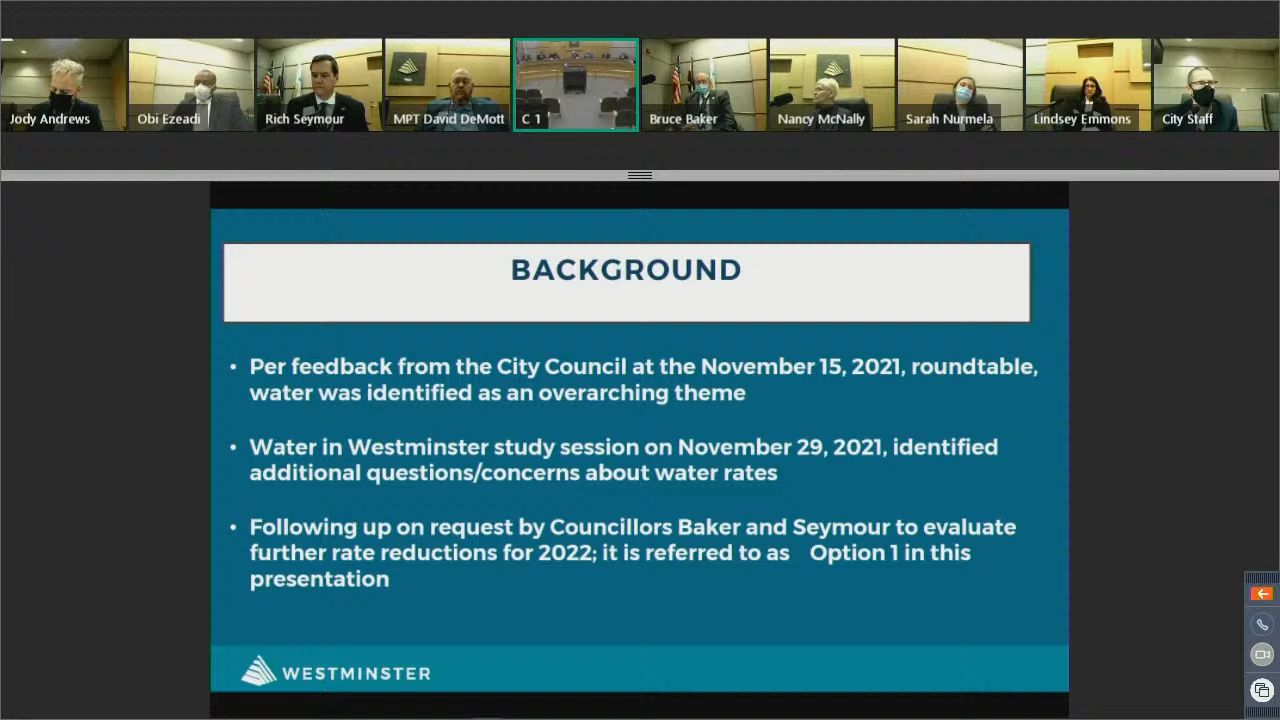 Jody Andrews
Obi Ezeadi
Rich Seymour
MPT David DeMott
C 1
Bruce Baker
Nancy McNally
Sarah Nurmela
Lindsey Emmons
City Staff
BACKGROUND
• Per feedback from the City Council at the November 15, 2021, roundtable,
water was identified as an overarching theme
• Water in Westminster study session on November 29, 2021, identified
additional questions/concerns about water rates
• Following up on request by Councillors Baker and Seymour to evaluate
further rate reductions for 2022; it is referred to as Option 1 in this
presentation
WESTMINSTER